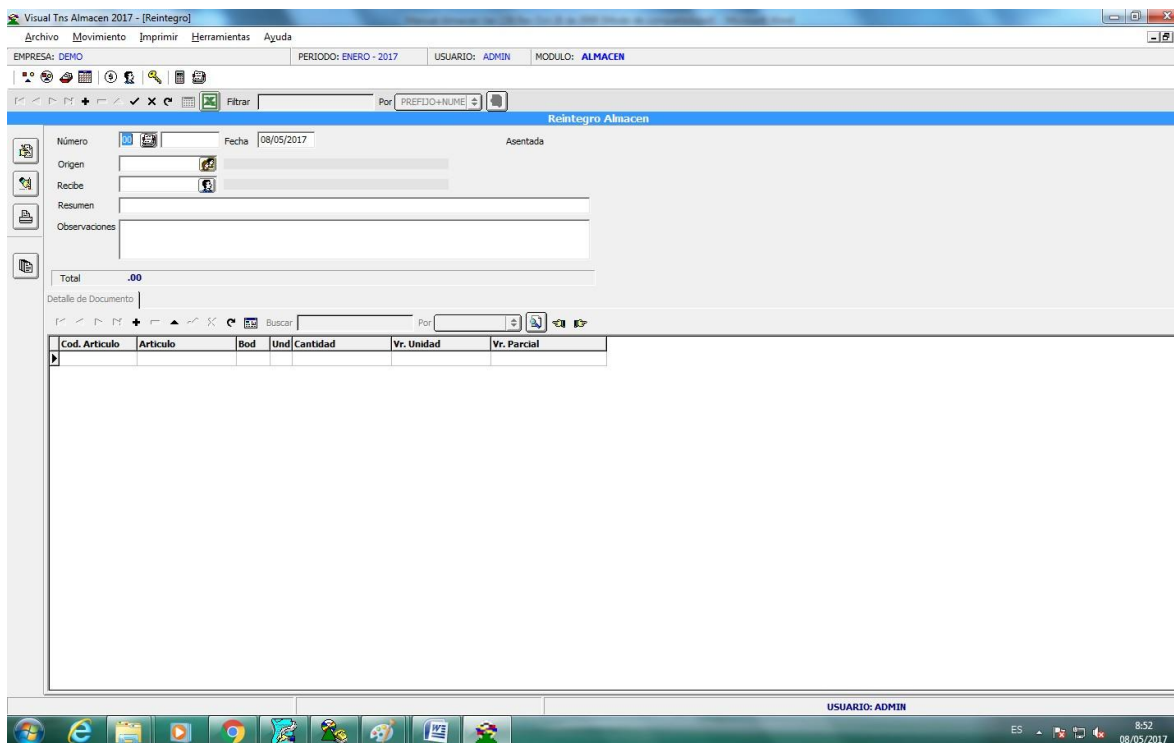 Visual Tns Almacen 2017 - [Reintegro]
Archivo Movimiento Imprimir Herramientas Ayuda
EMPRESA: DEMO PERIODO: ENERO - 2017 USUARIO: ADMIN MODULO: ALMACEN
Filtrar Por PREFIJO+NUME
Reintegro Almacen
Número 00 Fecha 08/05/2017 Asentada
Origen
Recibe
Resumen
Observaciones
Total .00
Detalle de Documento
Buscar Por
Cod. Articulo Articulo Bod Und Cantidad Vr. Unidad Vr. Parcial
USUARIO: ADMIN
ES 8:52
08/05/2017